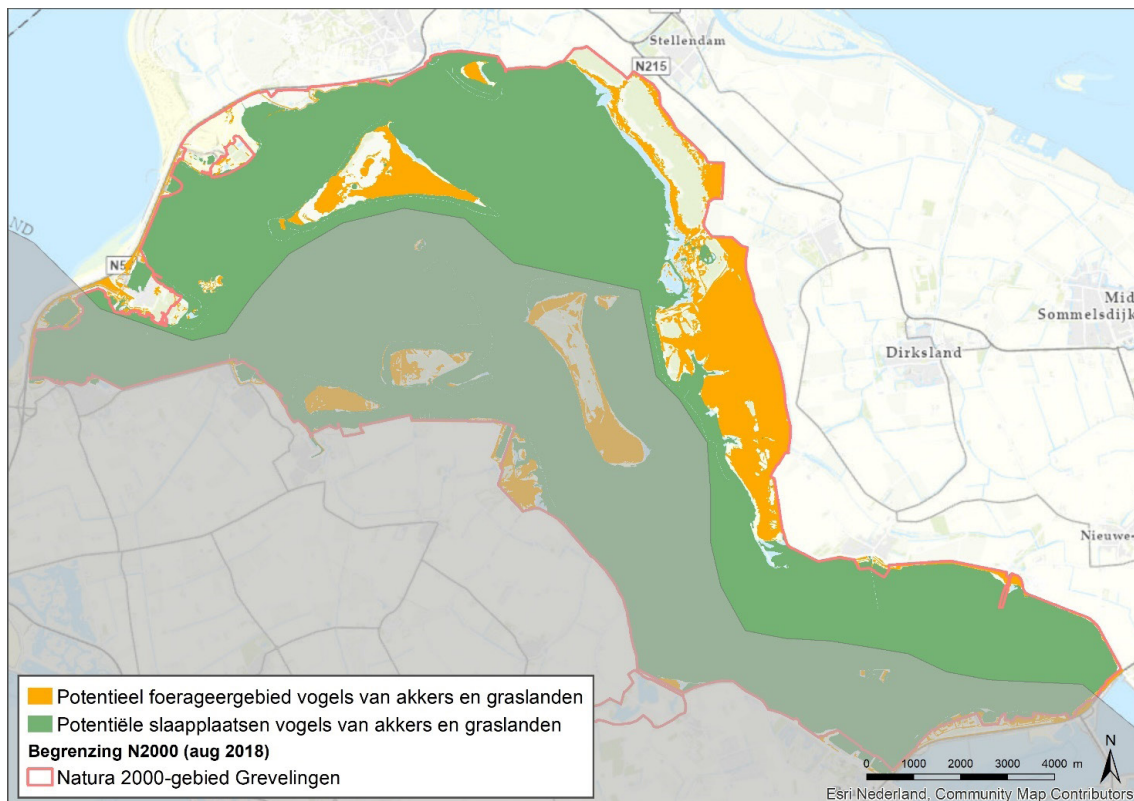 Stellendam
N215
ND
N5
Mid
Sommelsdijk
Dirksland
Nieuwe-
Potentieel foerageergebied vogels van akkers en graslanden
Potentiële slaapplaatsen vogels van akkers en graslanden
Begrenzing N2000 (aug 2018)
Natura 2000-gebied Grevelingen
N
0 1000 2000 3000 4000 m
Esri Nederland, Community Map Contributors